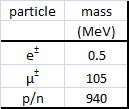 particle mass
(MeV)
e± 0.5
μ± 105
p/n 940